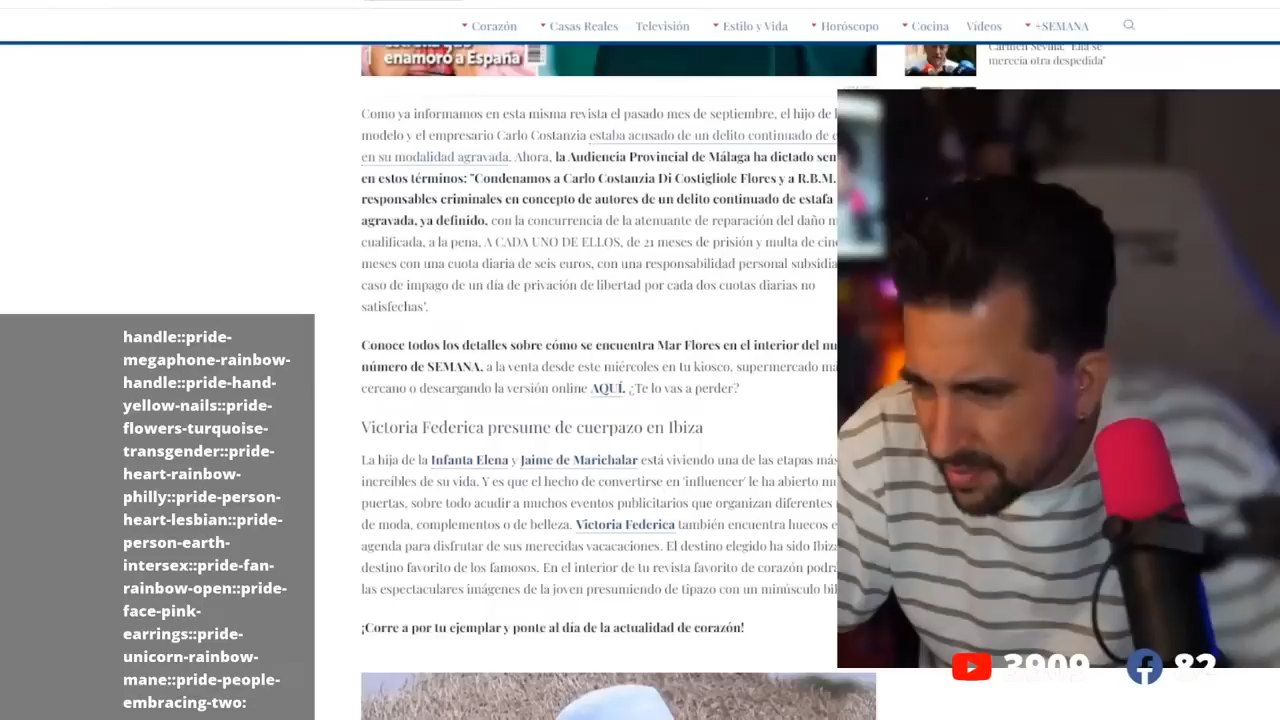 Corazón Casas Reales Televisión Estilo y Vida Horóscopo Cocina Vídeos +SEMANA
enamoró a España
Carmen Sevilla: "Ella se
merecía otra despedida"
Como ya informamos en esta misma revista el pasado mes de septiembre, el hijo de
modelo y el empresario Carlo Costanzia estaba acusado de un delito continuado de
en su modalidad agravada. Ahora, la Audiencia Provincial de Málaga ha dictado sen
en estos términos: "Condenamos a Carlo Costanzia Di Costigliole Flores y a R.B.M.
responsables criminales en concepto de autores de un delito continuado de estafa
agravada, ya definido, con la concurrencia de la atenuante de reparación del daño m
cualificada, a la pena, A CADA UNO DE ELLOS, de 21 meses de prisión y multa de cin
meses con una cuota diaria de seis euros, con una responsabilidad personal subsidia
caso de impago de un día de privación de libertad por cada dos cuotas diarias no
satisfechas".
Conoce todos los detalles sobre cómo se encuentra Mar Flores en el interior del nu
número de SEMANA, a la venta desde este miércoles en tu kiosco, supermercado má
cercano o descargando la versión online AQUÍ. ¿Te lo vas a perder?
Victoria Federica presume de cuerpazo en Ibiza
La hija de la Infanta Elena y Jaime de Marichalar está viviendo una de las etapas más
increíbles de su vida. Y es que el hecho de convertirse en 'influencer' le ha abierto mu
puertas, sobre todo acudir a muchos eventos publicitarios que organizan diferentes
de moda, complementos o de belleza. Victoria Federica también encuentra huecos e
agenda para disfrutar de sus merecidas vacacaciones. El destino elegido ha sido Ibiza
destino favorito de los famosos. En el interior de tu revista favorito de corazón podrá
las espectaculares imágenes de la joven presumiendo de tipazo con un minúsculo bik
¡Corre a por tu ejemplar y ponte al día de la actualidad de corazón!
handle::pride-
megaphone-rainbow-
handle::pride-hand-
yellow-nails::pride-
flowers-turquoise-
transgender::pride-
heart-rainbow-
philly::pride-person-
heart-lesbian::pride-
person-earth-
intersex::pride-fan-
rainbow-open::pride-
face-pink-
earrings::pride-
unicorn-rainbow-
mane::pride-people-
embracing-two:
3909 82